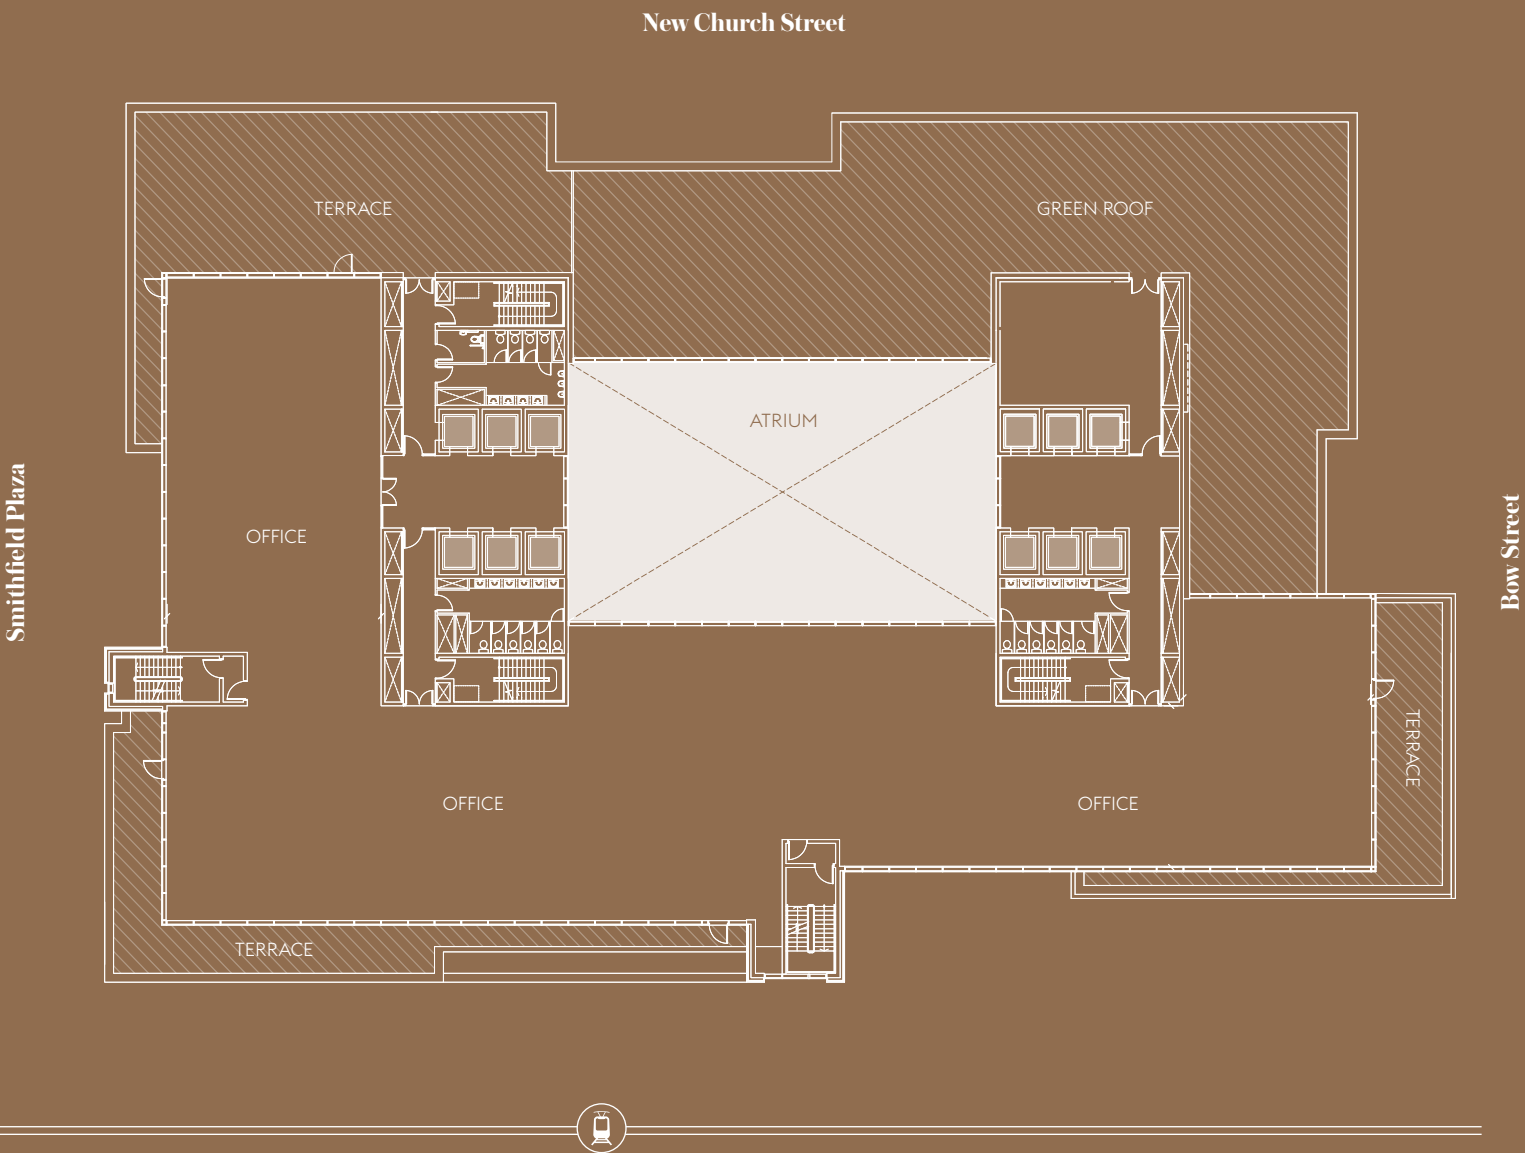 New Church Street
TERRACE
GREEN ROOF
ATRIUM
Smithfield Plaza
OFFICE
Bow Street
TERRACE
OFFICE
OFFICE
TERRACE